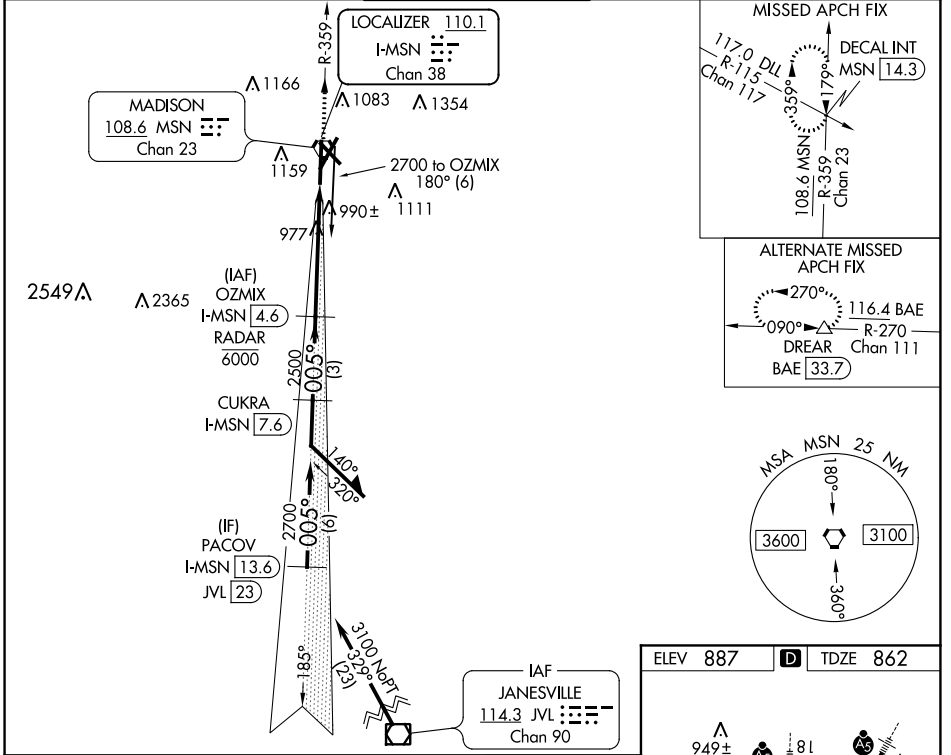 LOCALIZER 110.1
I-MSN
Chan 38
R-359
MADISON
108.6 MSN
Chan 23
1166
1083
1354
1159
2700 to OZMIX
180° (6)
990±
1111
977
2549
2365
(IAF)
OZMIX
I-MSN 4.6
RADAR
6000
2500
005°
(3)
CUKRA
I-MSN 7.6
140°
320°
2700
005°
(6)
(IF)
PACOV
I-MSN 13.6
JVL 23
185°
3100 NoPT
329°
(23)
IAF
JANESVILLE
114.3 JVL
Chan 90
MISSED APCH FIX
117.0 DLL
R-115
Chan 117
DECAL INT
MSN 14.3
359°
179°
108.6 MSN
R-359
Chan 23
ALTERNATE MISSED
APCH FIX
270°
090°
116.4 BAE
R-270
Chan 111
DREAR
BAE 33.7
MSA MSN 25 NM
180°
3600
3100
360°
ELEV 887 D TDZE 862
949±
18L
A5